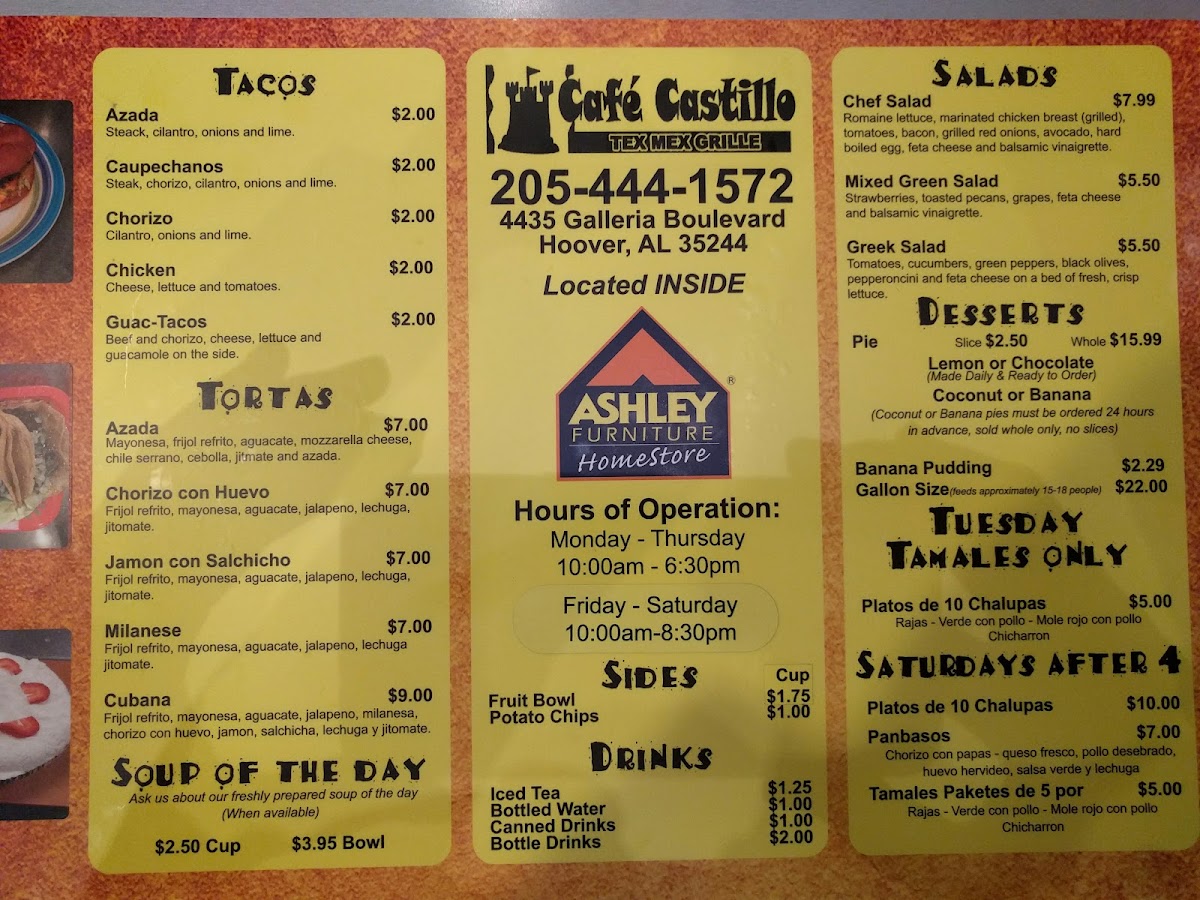 TACOS
Azada $2.00
Steack, cilantro, onions and lime.
Caupechanos $2.00
Steak, chorizo, cilantro, onions and lime.
Chorizo $2.00
Cilantro, onions and lime.
Chicken $2.00
Cheese, lettuce and tomatoes.
Guac-Tacos $2.00
Beef and chorizo, cheese, lettuce and
guacamole on the side.
TORTAS
Azada $7.00
Mayonesa, frijol refrito, aguacate, mozzarella cheese,
chile serrano, cebolla, jitmate and azada.
Chorizo con Huevo $7.00
Frijol refrito, mayonesa, aguacate, jalapeno, lechuga,
jitomate.
Jamon con Salchicho $7.00
Frijol refrito, mayonesa, aguacate, jalapeno, lechuga,
jitomate.
Milanese $7.00
Frijol refrito, mayonesa, aguacate, jalapeno, lechuga
jitomate.
Cubana $9.00
Frijol refrito, mayonesa, aguacate, jalapeno, milanesa,
chorizo con huevo, jamon, salchicha, lechuga y jitomate.
SOUP OF THE DAY
Ask us about our freshly prepared soup of the day
(When available)
$2.50 Cup $3.95 Bowl
Café Castillo
TEX MEX GRILLE
205-444-1572
4435 Galleria Boulevard
Hoover, AL 35244
Located INSIDE
ASHLEY ®
FURNITURE
HomeStore
Hours of Operation:
Monday - Thursday
10:00am - 6:30pm
Friday - Saturday
10:00am-8:30pm
SIDES Cup
Fruit Bowl $1.75
Potato Chips $1.00
DRINKS
Iced Tea $1.25
Bottled Water $1.00
Canned Drinks $1.00
Bottle Drinks $2.00
SALADS
Chef Salad $7.99
Romaine lettuce, marinated chicken breast (grilled),
tomatoes, bacon, grilled red onions, avocado, hard
boiled egg, feta cheese and balsamic vinaigrette.
Mixed Green Salad $5.50
Strawberries, toasted pecans, grapes, feta cheese
and balsamic vinaigrette.
Greek Salad $5.50
Tomatoes, cucumbers, green peppers, black olives,
pepperoncini and feta cheese on a bed of fresh, crisp
lettuce.
DESSERTS
Pie Slice $2.50 Whole $15.99
Lemon or Chocolate
(Made Daily & Ready to Order)
Coconut or Banana
(Coconut or Banana pies must be ordered 24 hours
in advance, sold whole only, no slices)
Banana Pudding $2.29
Gallon Size (feeds approximately 15-18 people) $22.00
TUESDAY
TAMALES ONLY
Platos de 10 Chalupas $5.00
Rajas - Verde con pollo - Mole rojo con pollo
Chicharron
SATURDAYS AFTER 4
Platos de 10 Chalupas $10.00
Panbasos $7.00
Chorizo con papas - queso fresco, pollo desebrado,
huevo hervideo, salsa verde y lechuga
Tamales Paketes de 5 por $5.00
Rajas - Verde con pollo - Mole rojo con pollo
Chicharron